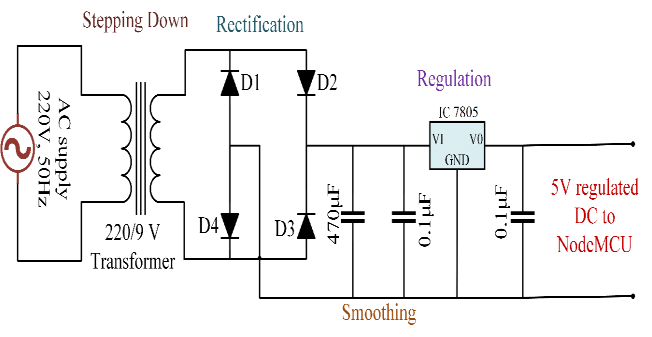 Stepping Down
Rectification
Regulation
AC supply
220V, 50Hz
D1
D2
IC 7805
VI
V0
GND
D4
D3
470μF
0.1μF
0.1μF
5V regulated
DC to
NodeMCU
220/9 V
Transformer
Smoothing